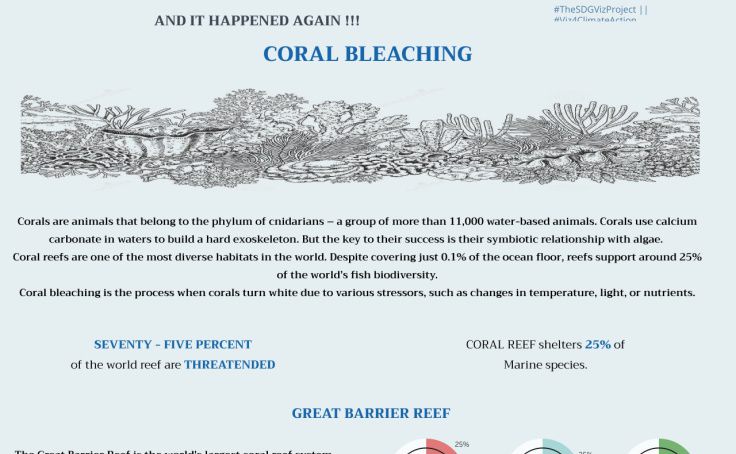 #TheSDGVizProject ||
#Viz4ClimateAction
AND IT HAPPENED AGAIN !!!
CORAL BLEACHING
Corals are animals that belong to the phylum of cnidarians – a group of more than 11,000 water-based animals. Corals use calcium
carbonate in waters to build a hard exoskeleton. But the key to their success is their symbiotic relationship with algae.
Coral reefs are one of the most diverse habitats in the world. Despite covering just 0.1% of the ocean floor, reefs support around 25%
of the world's fish biodiversity.
Coral bleaching is the process when corals turn white due to various stressors, such as changes in temperature, light, or nutrients.
SEVENTY - FIVE PERCENT
of the world reef are THREATENDED
CORAL REEF shelters 25% of
Marine species.
GREAT BARRIER REEF
The Great Barrier Reef is the world's largest coral reef system
25%